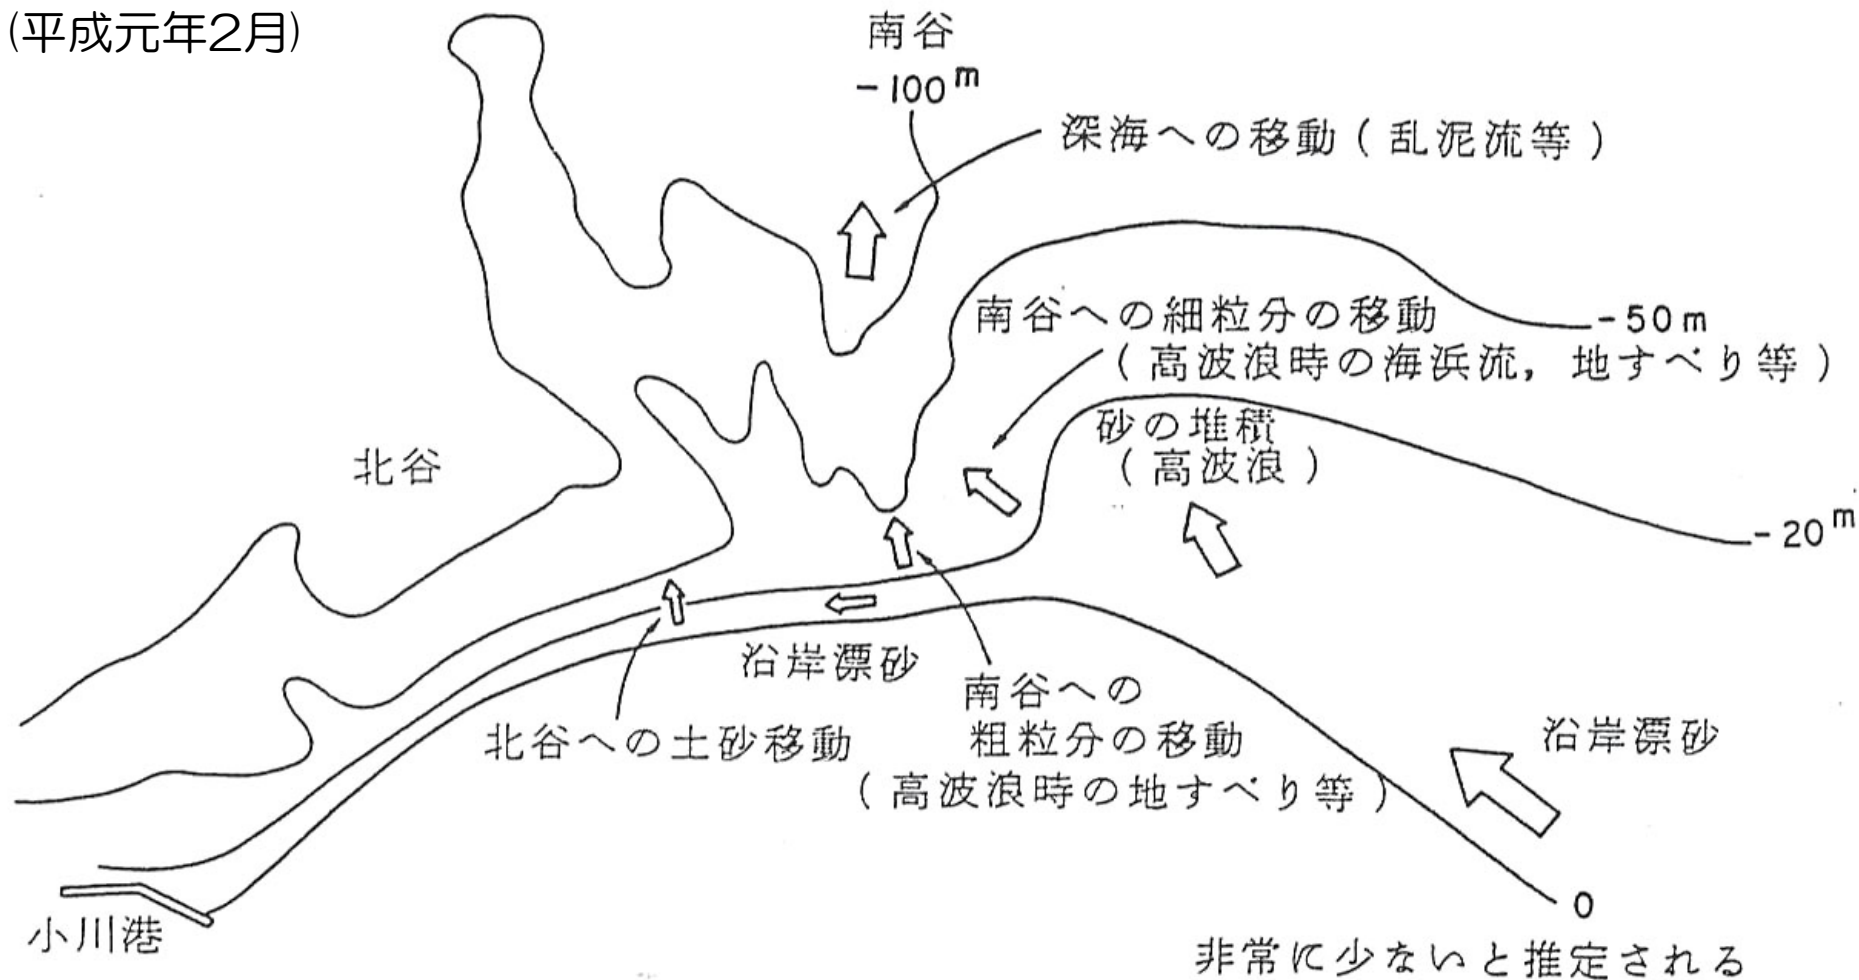 (平成元年2月)
南谷
-100m
深海への移動(乱泥流等)
南谷への細粒分の移動
(高波浪時の海浜流,地すべり等)
-50m
砂の堆積
(高波浪)
北谷
-20m
沿岸漂砂
南谷への
粗粒分の移動
(高波浪時の地すべり等)
北谷への土砂移動
沿岸漂砂
小川港
0
非常に少ないと推定される